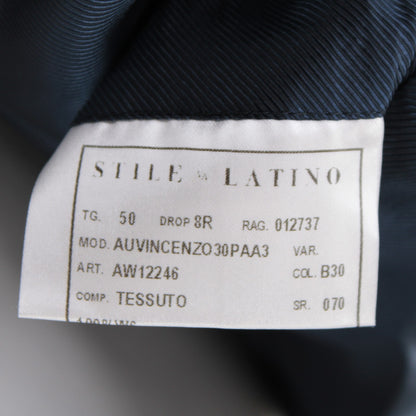 STILE LATINO
TG. 50 DROP 8R RAG. 012737
MOD. AUVINCENZO30PAA3 VAR.
ART. AW12246 COL. B30
COMP. TESSUTO SR. 070